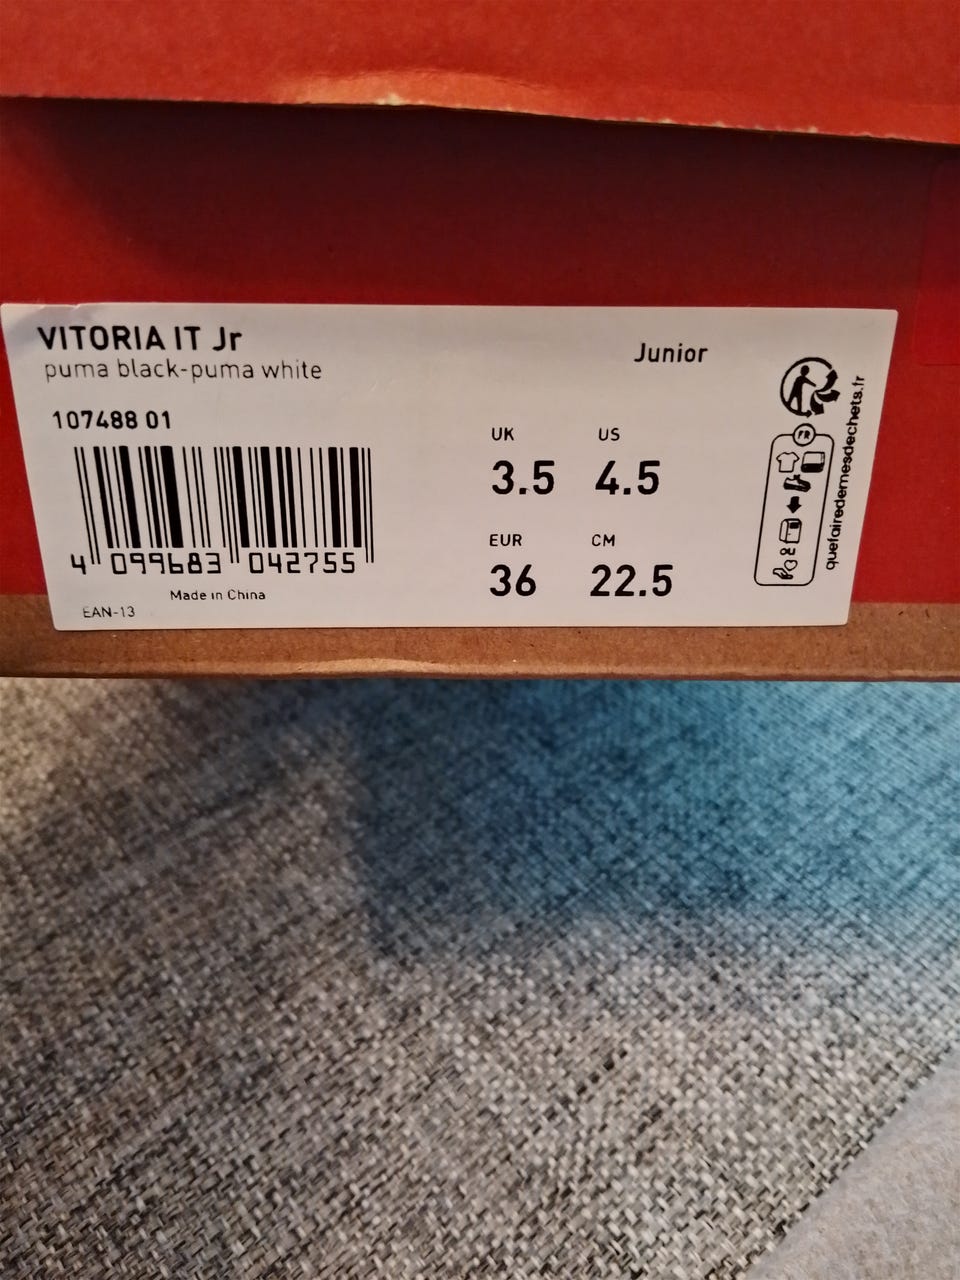 VITORIA IT Jr
puma black-puma white
Junior
107488 01
UK US
3.5 4.5
EUR CM
36 22.5
4 099683 042755
Made in China
EAN-13
FR
OU
quefairedemesdechets.fr